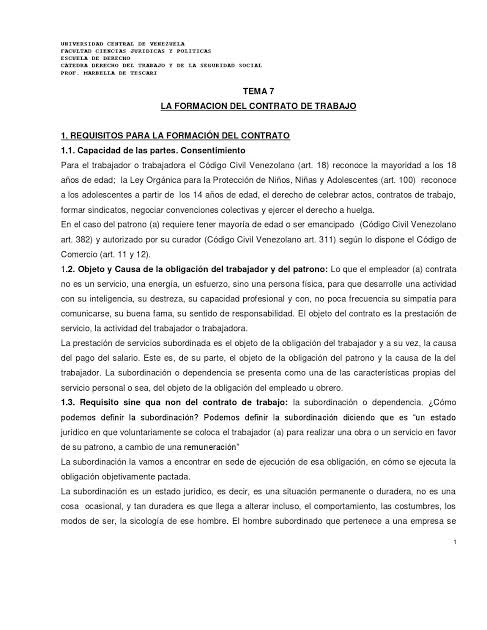 UNIVERSIDAD CENTRAL DE VENEZUELA
FACULTAD CIENCIAS JURIDICAS Y POLITICAS
ESCUELA DE DERECHO
CATEDRA DERECHO DEL TRABAJO Y DE LA SEGURIDAD SOCIAL
PROF. MARBELLA DE TESCARI
TEMA 7
LA FORMACION DEL CONTRATO DE TRABAJO
1. REQUISITOS PARA LA FORMACIÓN DEL CONTRATO
1.1. Capacidad de las partes. Consentimiento
Para el trabajador o trabajadora el Código Civil Venezolano (art. 18) reconoce la mayoridad a los 18
años de edad; la Ley Orgánica para la Protección de Niños, Niñas y Adolescentes (art. 100) reconoce
a los adolescentes a partir de los 14 años de edad, el derecho de celebrar actos, contratos de trabajo,
formar sindicatos, negociar convenciones colectivas y ejercer el derecho a huelga.
En el caso del patrono (a) requiere tener mayoría de edad o ser emancipado (Código Civil Venezolano
art. 382) y autorizado por su curador (Código Civil Venezolano art. 311) según lo dispone el Código de
Comercio (art. 11 y 12).
1.2. Objeto y Causa de la obligación del trabajador y del patrono: Lo que el empleador (a) contrata
no es un servicio, una energía, un esfuerzo, sino una persona física, para que desarrolle una actividad
con su inteligencia, su destreza, su capacidad profesional y con, no poca frecuencia su simpatía para
comunicarse, su buena fama, su sentido de responsabilidad. El objeto del contrato es la prestación de
servicio, la actividad del trabajador o trabajadora.
La prestación de servicios subordinada es el objeto de la obligación del trabajador y a su vez, la causa
del pago del salario. Este es, de su parte, el objeto de la obligación del patrono y la causa de la del
trabajador. La subordinación o dependencia se presenta como una de las características propias del
servicio personal o sea, del objeto de la obligación del empleado u obrero.
1.3. Requisito sine qua non del contrato de trabajo: la subordinación o dependencia. ¿Cómo
podemos definir la subordinación? Podemos definir la subordinación diciendo que es “un estado
jurídico en que voluntariamente se coloca el trabajador (a) para realizar una obra o un servicio en favor
de su patrono, a cambio de una remuneración”
La subordinación la vamos a encontrar en sede de ejecución de esa obligación, en cómo se ejecuta la
obligación objetivamente pactada.
La subordinación es un estado jurídico, es decir, es una situación permanente o duradera, no es una
cosa ocasional, y tan duradera es que llega a alterar incluso, el comportamiento, las costumbres, los
modos de ser, la sicología de ese hombre. El hombre subordinado que pertenece a una empresa se
1